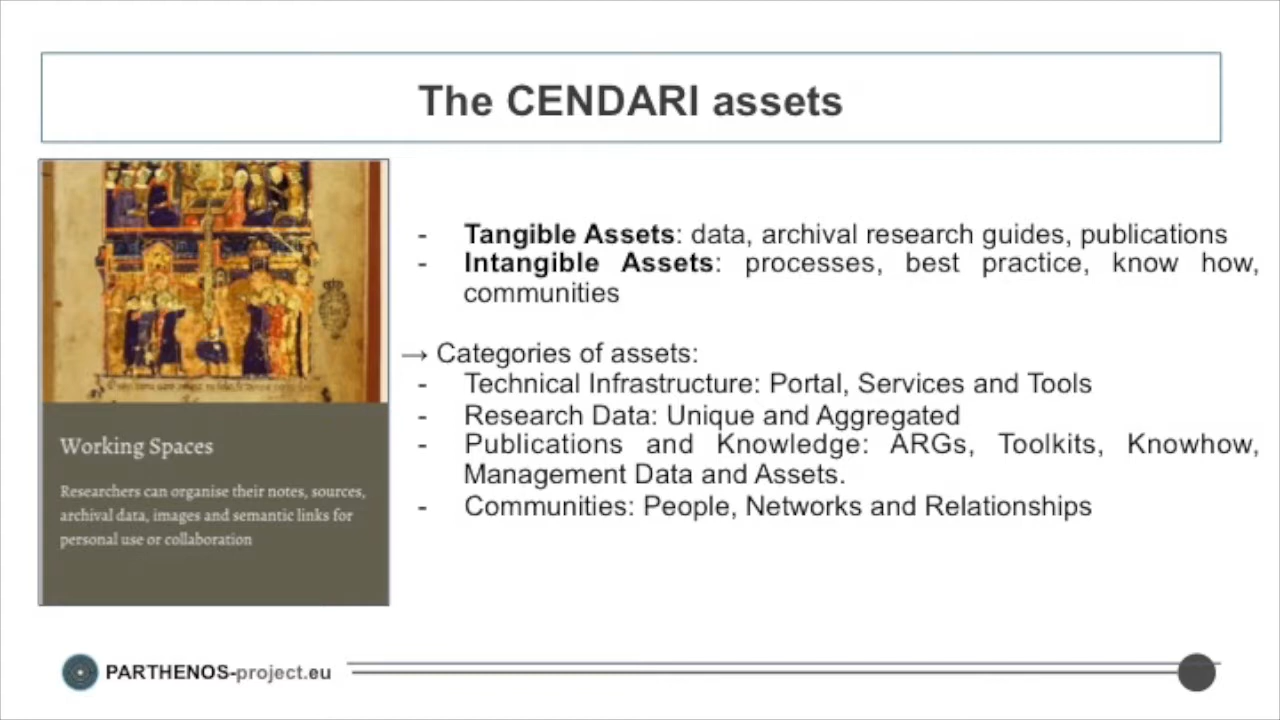 The CENDARI assets
Working Spaces
Researchers can organise their notes, sources,
archival data, images and semantic links for
personal use or collaboration
- Tangible Assets: data, archival research guides, publications
- Intangible Assets: processes, best practice, know how,
communities
→ Categories of assets:
- Technical Infrastructure: Portal, Services and Tools
- Research Data: Unique and Aggregated
- Publications and Knowledge: ARGs, Toolkits, Knowhow,
Management Data and Assets.
- Communities: People, Networks and Relationships
PARTHENOS-project.eu